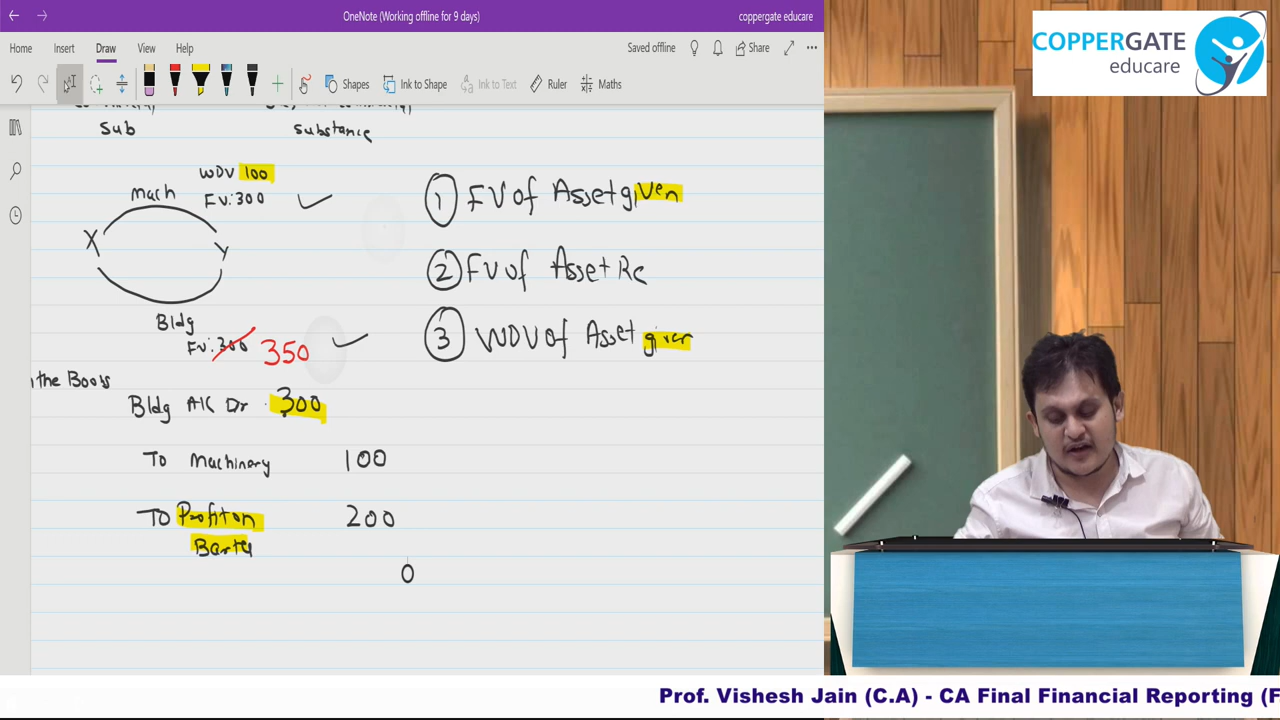 OneNote (Working offline for 9 days)
coppergate educare
Home Insert Draw View Help
Saved offline Share
Shapes Ink to Shape Ink to Text Ruler Maths
COPPERGATE
educare
sub
substance
WDV 100
Mach FV: 300
X Y
Bldg
FV: 300 350
① FV of Asset given
② FV of Asset Re
③ WDV of Asset given
the Books
Bldg A/C Dr 300
To Machinery 100
To Profit on 200
Barter
0
Prof. Vishesh Jain (C.A) - CA Final Financial Reporting (F